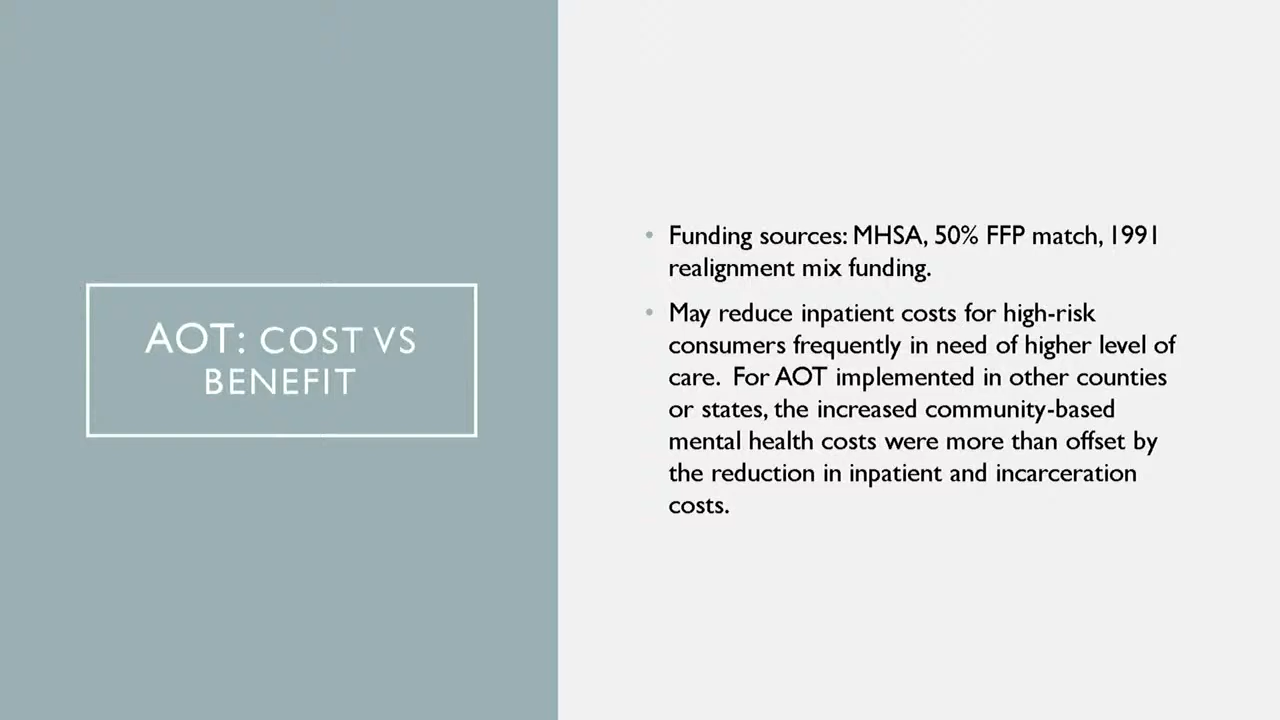 AOT: COST VS
BENEFIT
• Funding sources: MHSA, 50% FFP match, 1991
realignment mix funding.
• May reduce inpatient costs for high-risk
consumers frequently in need of higher level of
care.  For AOT implemented in other counties
or states, the increased community-based
mental health costs were more than offset by
the reduction in inpatient and incarceration
costs.